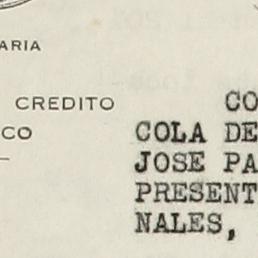 ARIA
CREDITO
CO
CO
COLA DE
JOSE PA
PRESENT
NALES,